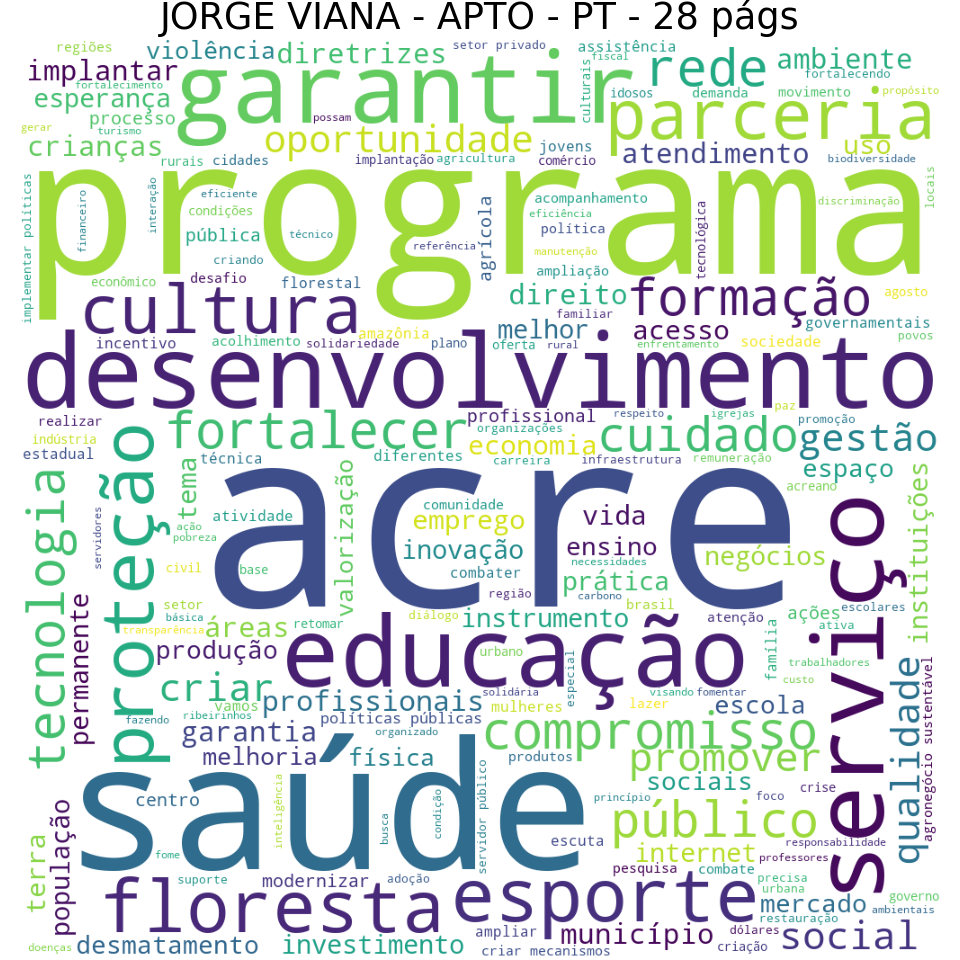 JORGE VIANA - APTO - PT - 28 págs
regiões
violência
diretrizes
setor privado
assistência
fiscal
ambiente
implantar
garantir
rede
fortalecendo
fortalecimento
esperança
culturais
idosos
demanda
movimento
propósito
processo
possam
parceria
gerar
turismo
crianças
oportunidade
jovens
uso
rurais
cidades
implantação
agricultura
comércio
atendimento
biodiversidade
implementar políticas
programa
financeiro
interação
eficiente
condições
pública
técnico
criando
referência
agrícola
acompanhamento
eficiência
política
manutenção
tecnológica
discriminação
locais
econômico
desafio
florestal
ampliação
cultura
direito
formação
agosto
familiar
melhor
acesso
governamentais
incentivo
acolhimento
solidariedade
amazônia
plano
oferta
rural
enfrentamento
sociedade
povos
desenvolvimento
realizar
profissional
respeito
igrejas
paz
promoção
indústria
estadual
fortalecer
organizações
economia
cuidado
gestão
técnica
diferentes
carreira
infraestrutura
remuneração
espaço
tecnologia
proteção
tema
valorização
acre
acreano
servidores
atividade
ação
pobreza
comunidade
emprego
vida
serviço
instituições
inovação
ensino
negócios
civil
base
combater
necessidades
prática
região
carbono
brasil
setor
básica
transparência
áreas
retomar
diálogo
instrumento
atenção
ações
escolares
ativa
permanente
produção
educação
urbano
especial
família
trabalhadores
custo
criar
profissionais
solidária
visando
fomentar
qualidade
agronegócio sustentável
vamos
mulheres
lazer
escola
fazendo
ribeirinhos
políticas públicas
garantia
organizado
compromisso
melhoria
física
produtos
promover
saúde
sociais
centro
inteligência
busca
condição
servidor público
princípio
foco
crise
terra
população
público
escuta
responsabilidade
fome
internet
professores
suporte
modernizar
adoção
pesquisa
combate
precisa
urbana
governo
floresta
esporte
mercado
ambientais
restauração
doenças
desmatamento
investimento
ampliar
criar mecanismos
município
dólares
criação
social